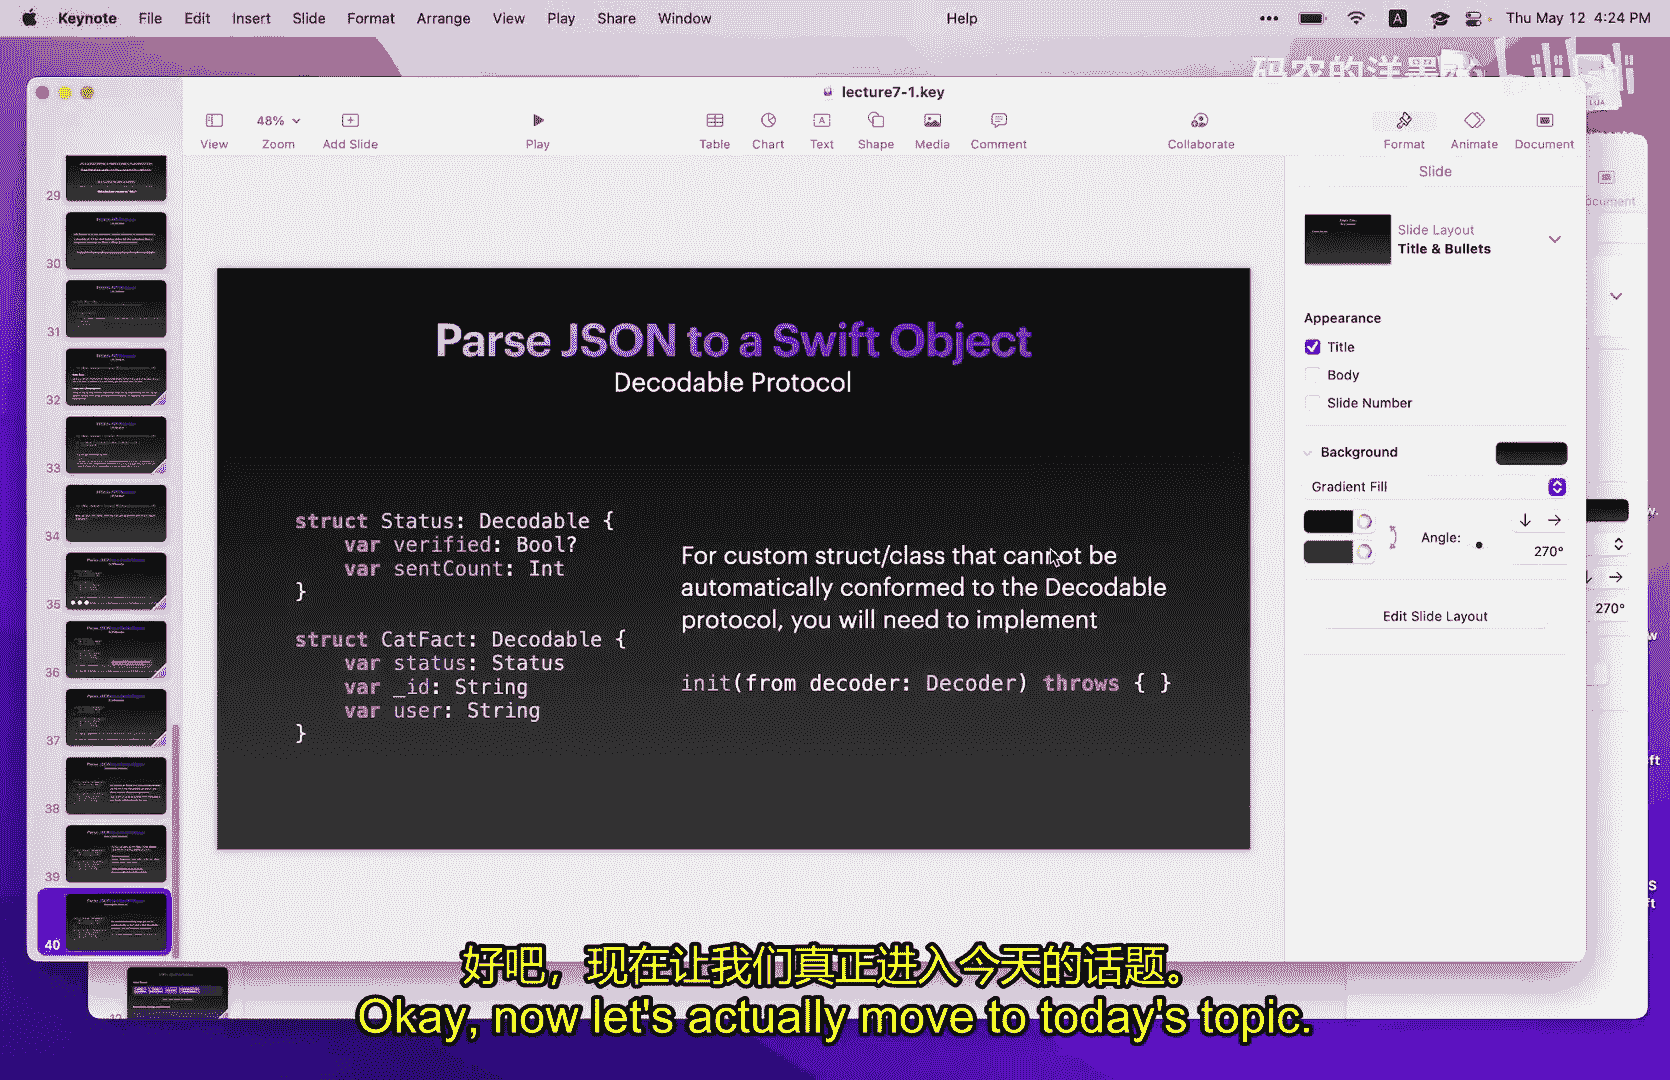 Keynote File Edit Insert Slide Format Arrange View Play Share Window Help A Thu May 12 4:24 PM
码农的洋墨水
lecture7-1.key
48%
View Zoom Add Slide Play Table Chart Text Shape Media Comment Collaborate Format Animate Document
Slide
Slide Layout
Title & Bullets
Appearance
Title
Body
Slide Number
Background
Gradient Fill
Angle:
270°
Edit Slide Layout
270°
29
30
31
32
33
34
35
36
37
38
39
40
Parse JSON to a Swift Object
Decodable Protocol
struct Status: Decodable {
var verified: Bool?
var sentCount: Int
}
struct CatFact: Decodable {
var status: Status
var _id: String
var user: String
}
For custom struct/class that cannot be
automatically conformed to the Decodable
protocol, you will need to implement
init(from decoder: Decoder) throws { }
好吧，现在让我们真正进入今天的话题。
Okay, now let's actually move to today's topic.